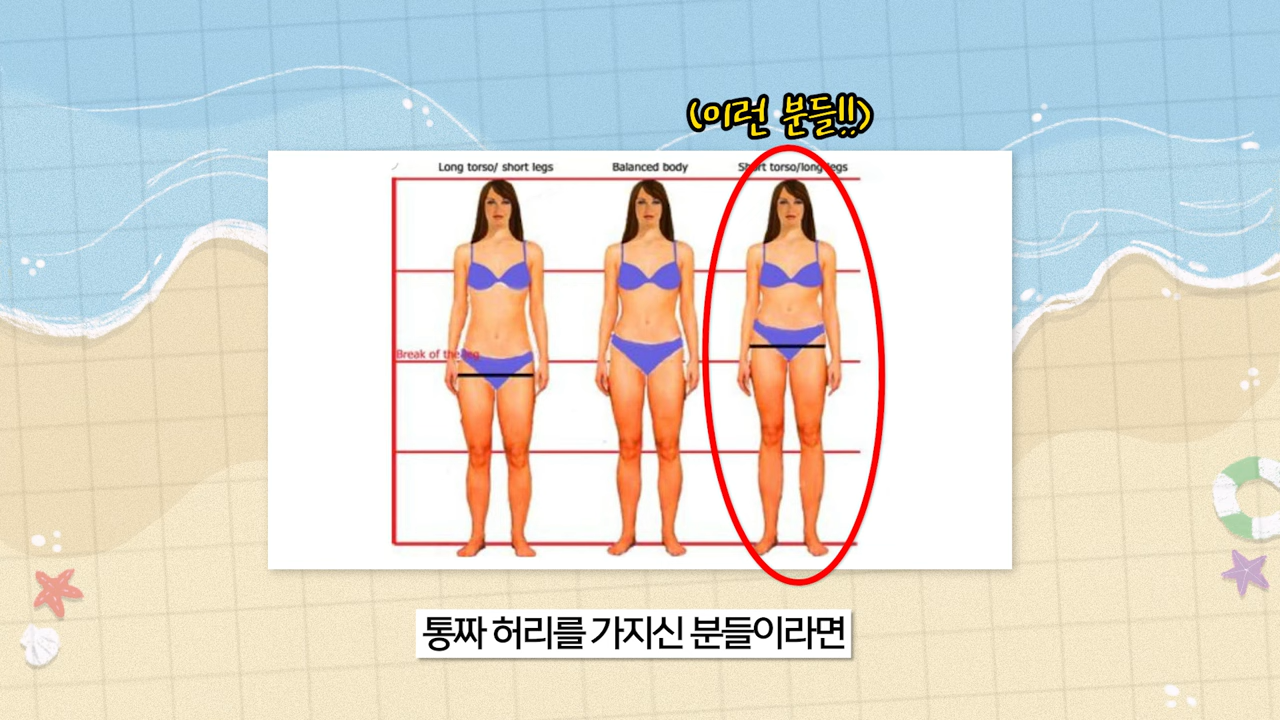 (이런 분들!!)
Long torso/ short legs
Balanced body
Short torso/long legs
Break of the leg
통짜 허리를 가지신 분들이라면